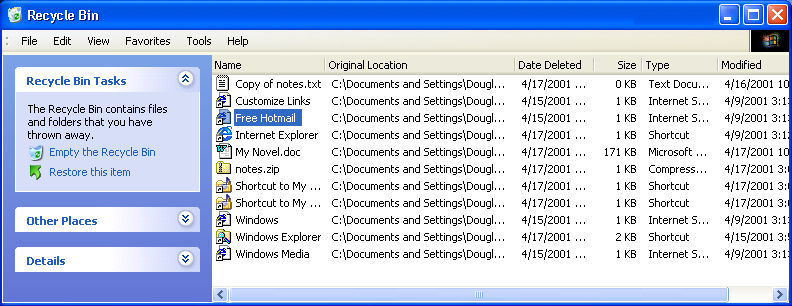 Recycle Bin
File Edit View Favorites Tools Help
Recycle Bin Tasks
The Recycle Bin contains files
and folders that you have
thrown away.
Empty the Recycle Bin
Restore this item
Other Places
Details
Name Original Location Date Deleted Size Type Modified
Copy of notes.txt C:\Documents and Settings\Dougl... 4/17/2001 ... 0 KB Text Docu... 4/16/2001 10
Customize Links C:\Documents and Settings\Dougl... 4/15/2001 ... 1 KB Internet S... 4/9/2001 3:13
Free Hotmail C:\Documents and Settings\Dougl... 4/15/2001 ... 1 KB Internet S... 4/9/2001 3:13
Internet Explorer C:\Documents and Settings\Dougl... 4/17/2001 ... 1 KB Shortcut 4/9/2001 3:13
My Novel.doc C:\Documents and Settings\Dougl... 4/17/2001 ... 171 KB Microsoft ... 4/17/2001 10
notes.zip C:\Documents and Settings\Dougl... 4/17/2001 ... 1 KB Compress... 4/17/2001 10
Shortcut to My ... C:\Documents and Settings\Dougl... 4/17/2001 ... 1 KB Shortcut 4/17/2001 3:
Shortcut to My ... C:\Documents and Settings\Dougl... 4/17/2001 ... 1 KB Shortcut 4/17/2001 3:
Windows C:\Documents and Settings\Dougl... 4/15/2001 ... 1 KB Internet S... 4/9/2001 3:13
Windows Explorer C:\Documents and Settings\Dougl... 4/17/2001 ... 2 KB Shortcut 4/15/2001 3:5
Windows Media C:\Documents and Settings\Dougl... 4/15/2001 ... 1 KB Internet S... 4/9/2001 3:13